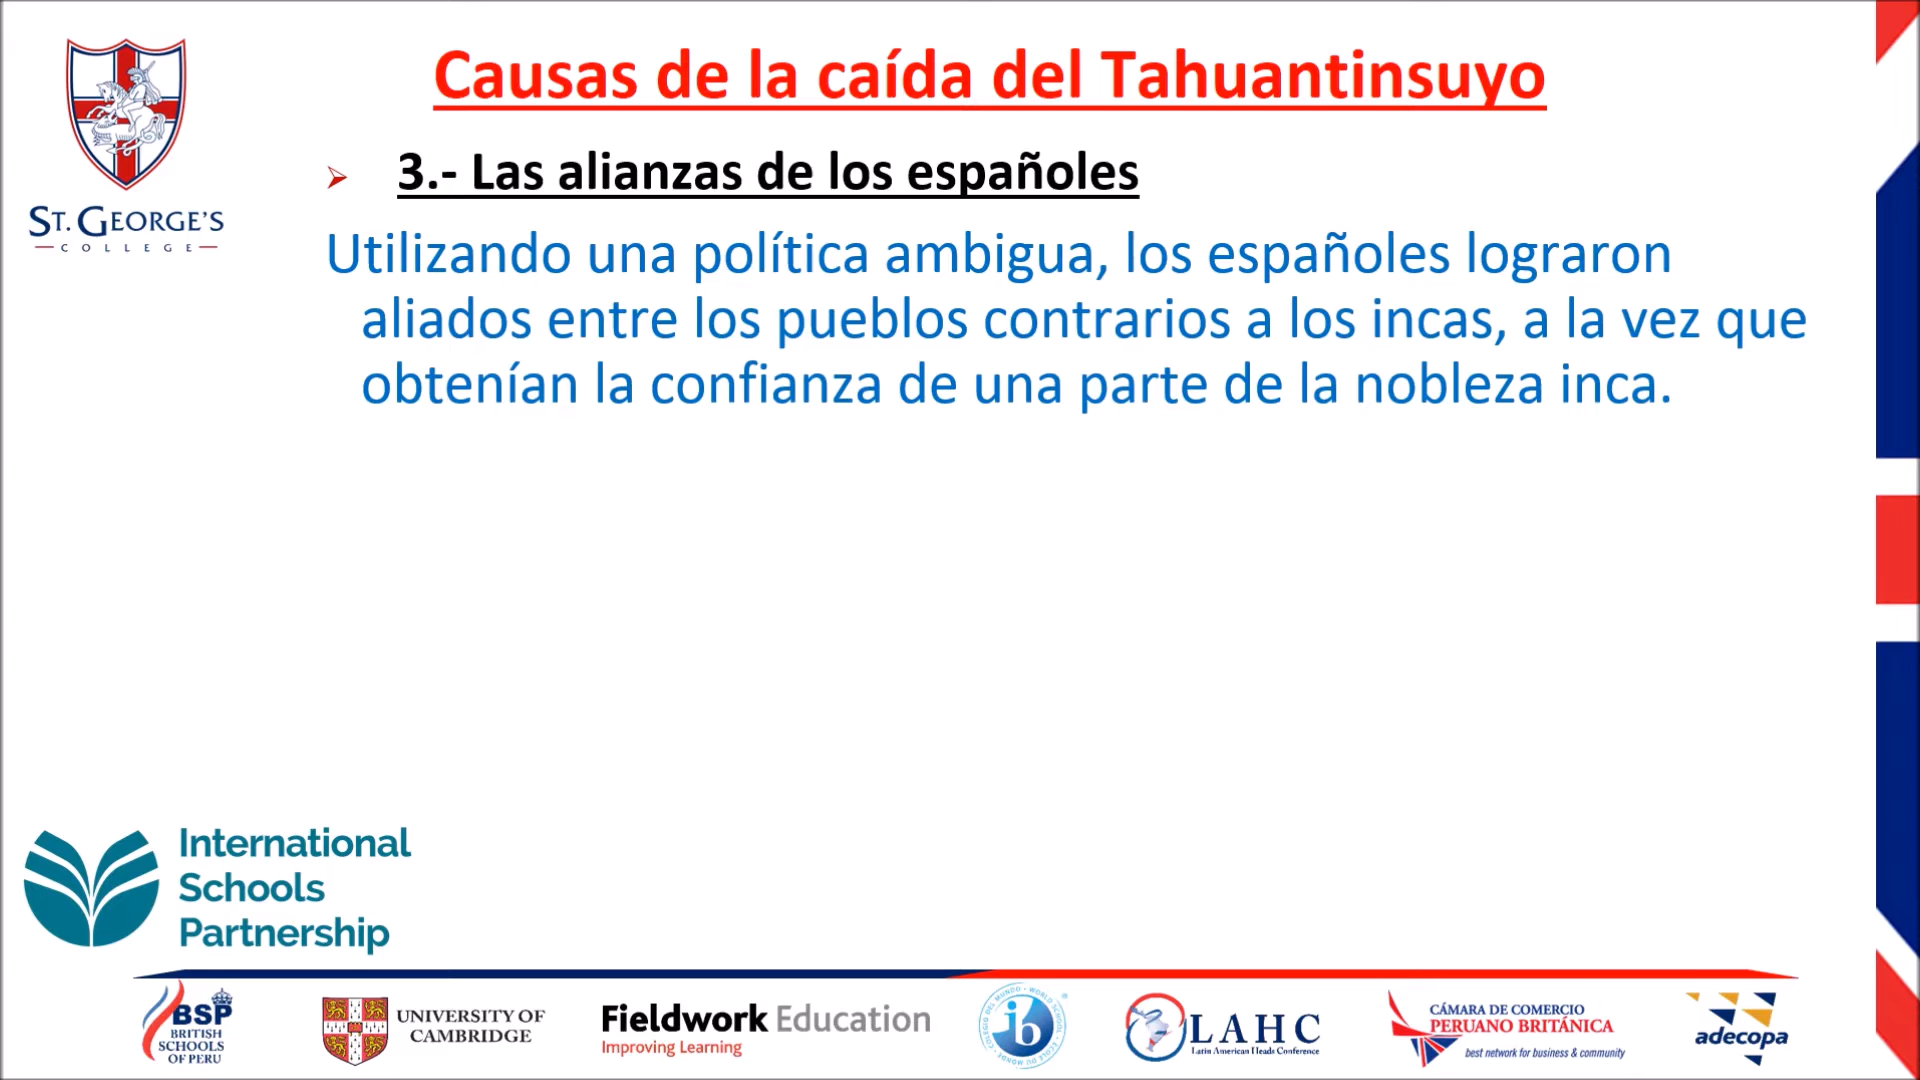 Causas de la caída del Tahuantinsuyo
3.- Las alianzas de los españoles
Utilizando una política ambigua, los españoles lograron
aliados entre los pueblos contrarios a los incas, a la vez que
obtenían la confianza de una parte de la nobleza inca.
ST. GEORGE'S
COLLEGE
International
Schools
Partnership
BSP
BRITISH
SCHOOLS
OF PERU
UNIVERSITY OF
CAMBRIDGE
Fieldwork Education
Improving Learning
ib
LAHC
Latin American Heads Conference
CÁMARA DE COMERCIO
PERUANO BRITÁNICA
best network for business & community
adecopa